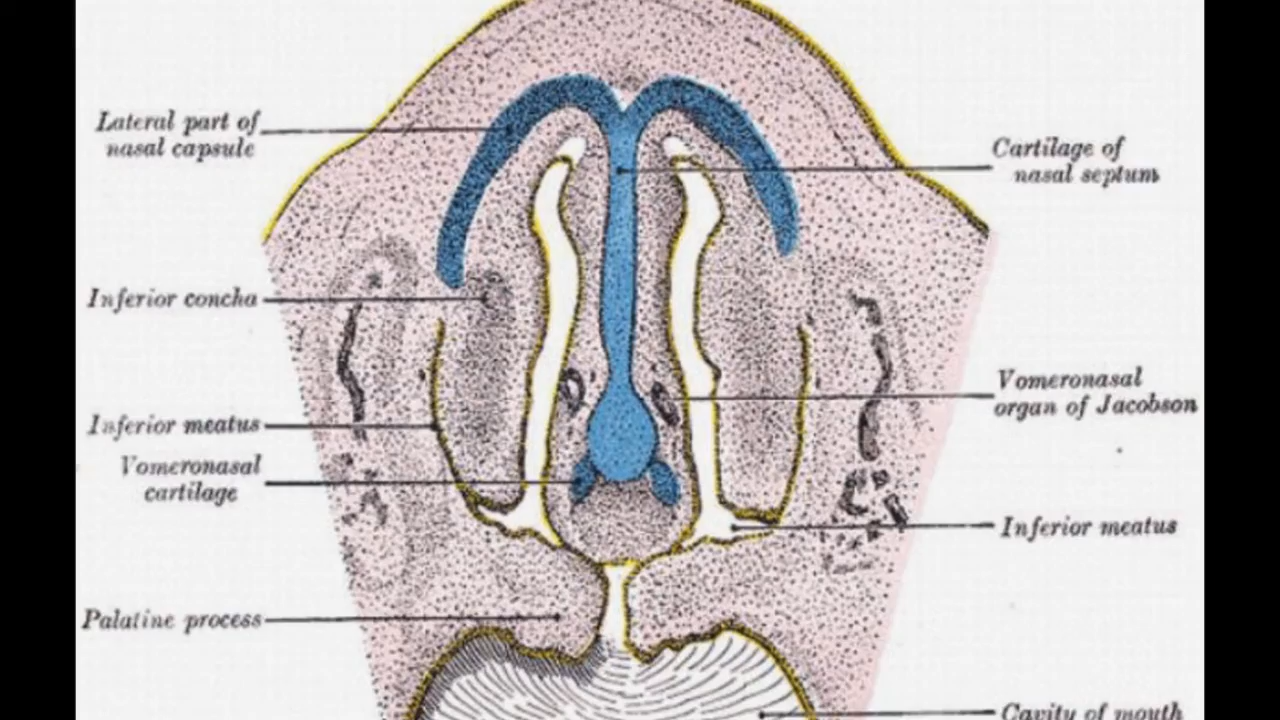 Lateral part of
nasal capsule
Cartilage of
nasal septum
Inferior concha
Vomeronasal
organ of Jacobson
Inferior meatus
Vomeronasal
cartilage
Inferior meatus
Palatine process
Cavity of mouth